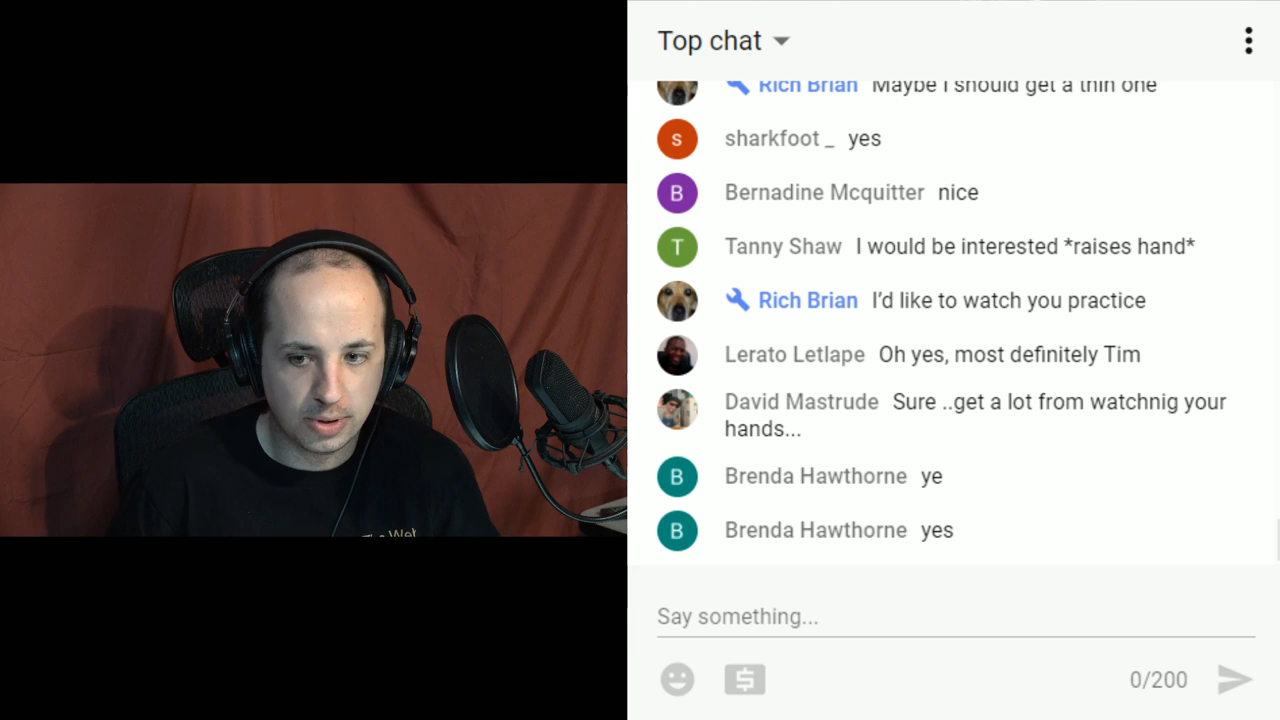 Top chat
Rich Brian Maybe I should get a thin one
s sharkfoot _ yes
B Bernadine Mcquitter nice
T Tanny Shaw I would be interested *raises hand*
Rich Brian I'd like to watch you practice
Lerato Letlape Oh yes, most definitely Tim
David Mastrude Sure ..get a lot from watchnig your
hands...
B Brenda Hawthorne ye
B Brenda Hawthorne yes
Say something...
0/200